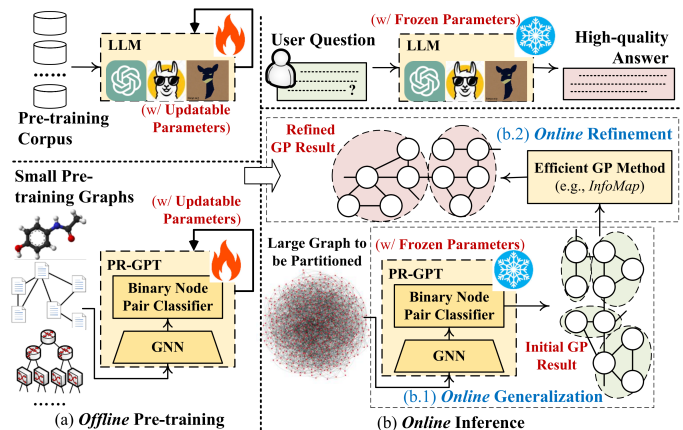 LLM
(w/ Updatable
Parameters)
Pre-training
Corpus
......
User Question
?
(w/ Frozen Parameters)
LLM
High-quality
Answer
Small Pre-
training Graphs
(w/ Updatable
Parameters)
PR-GPT
Binary Node
Pair Classifier
GNN
......
(a) Offline Pre-training
Refined
GP Result
(b.2) Online Refinement
Efficient GP Method
(e.g., InfoMap)
Large Graph to
be Partitioned
(w/ Frozen Parameters)
PR-GPT
Binary Node
Pair Classifier
GNN
Initial GP
Result
(b.1) Online Generalization
(b) Online Inference